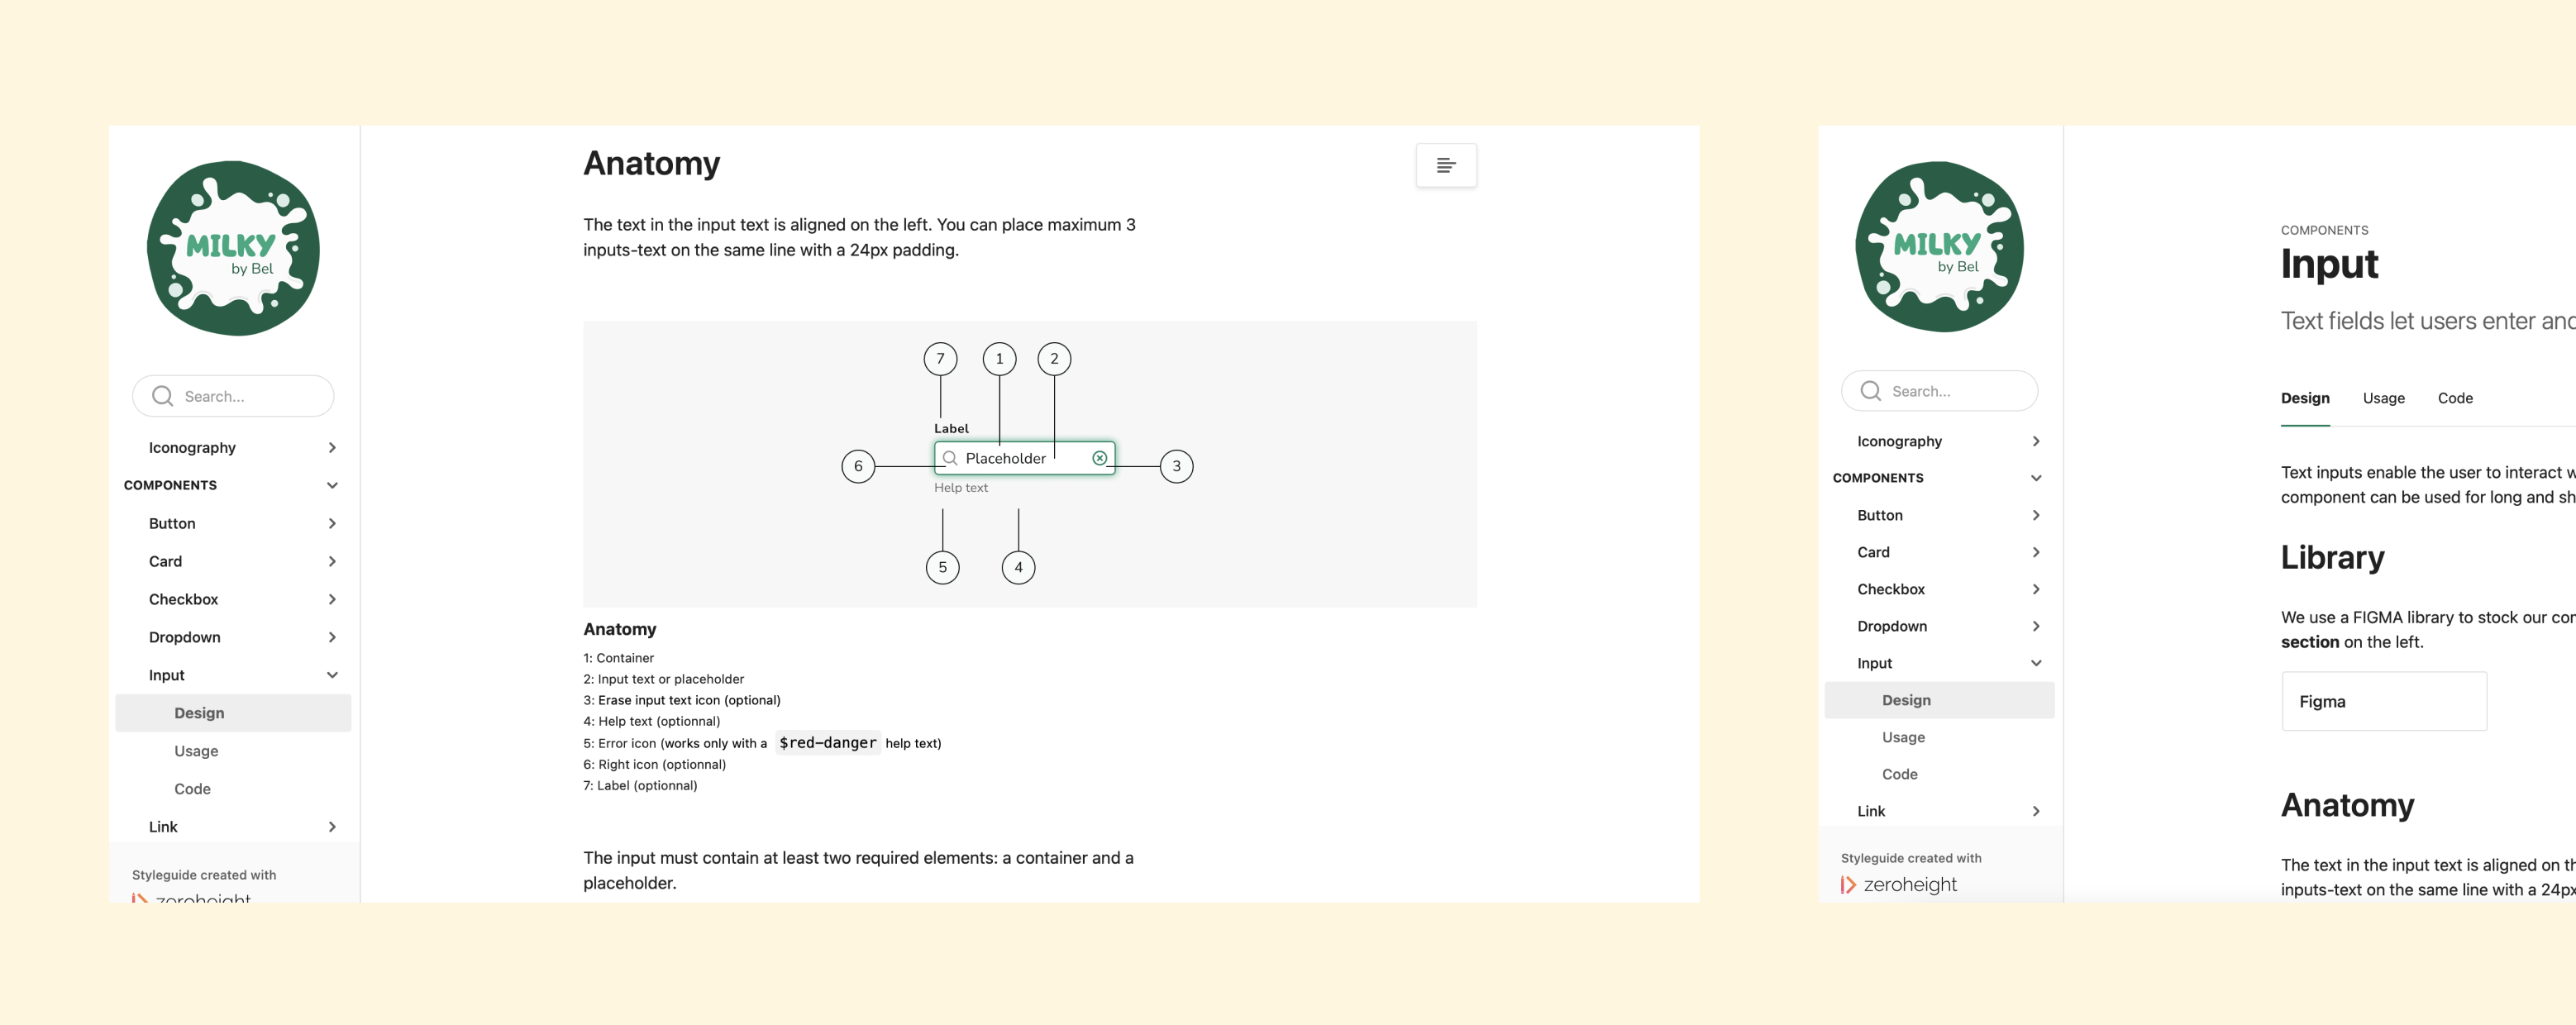 MILKY
by Bel
Search...
Iconography
COMPONENTS
Button
Card
Checkbox
Dropdown
Input
Design
Usage
Code
Link
Styleguide created with
zeroheight
Anatomy
The text in the input text is aligned on the left. You can place maximum 3
inputs-text on the same line with a 24px padding.
7
1
2
Label
6
Placeholder
3
Help text
5
4
Anatomy
1: Container
2: Input text or placeholder
3: Erase input text icon (optional)
4: Help text (optionnal)
5: Error icon (works only with a $red-danger help text)
6: Right icon (optionnal)
7: Label (optionnal)
The input must contain at least two required elements: a container and a
placeholder.
MILKY
by Bel
Search...
Iconography
COMPONENTS
Button
Card
Checkbox
Dropdown
Input
Design
Usage
Code
Link
Styleguide created with
zeroheight
COMPONENTS
Input
Text fields let users enter and
Design Usage Code
Text inputs enable the user to interact
component can be used for long and
Library
We use a FIGMA library to stock our
section on the left.
Figma
Anatomy
The text in the input text is aligned on
inputs-text on the same line with a 24px